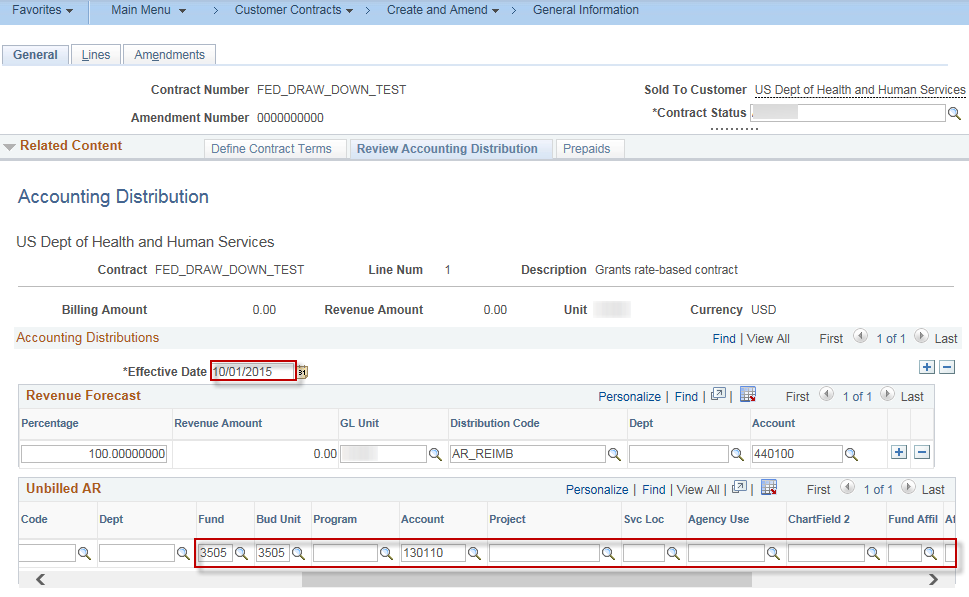 Favorites Main Menu > Customer Contracts > Create and Amend > General Information
General Lines Amendments
Contract Number FED_DRAW_DOWN_TEST Sold To Customer US Dept of Health and Human Services
Amendment Number 0000000000 *Contract Status
Related Content Define Contract Terms Review Accounting Distribution Prepaids
Accounting Distribution
US Dept of Health and Human Services
Contract FED_DRAW_DOWN_TEST Line Num 1 Description Grants rate-based contract
Billing Amount 0.00 Revenue Amount 0.00 Unit Currency USD
Accounting Distributions Find | View All First 1 of 1 Last
*Effective Date 10/01/2015 31
Revenue Forecast Personalize | Find | | First 1 of 1 Last
Percentage Revenue Amount GL Unit Distribution Code Dept Account
100.00000000 0.00 AR_REIMB 440100
Unbilled AR Personalize | Find | View All | | First 1 of 1 Last
Code Dept Fund Bud Unit Program Account Project Svc Loc Agency Use ChartField 2 Fund Affil Af
3505 3505 130110